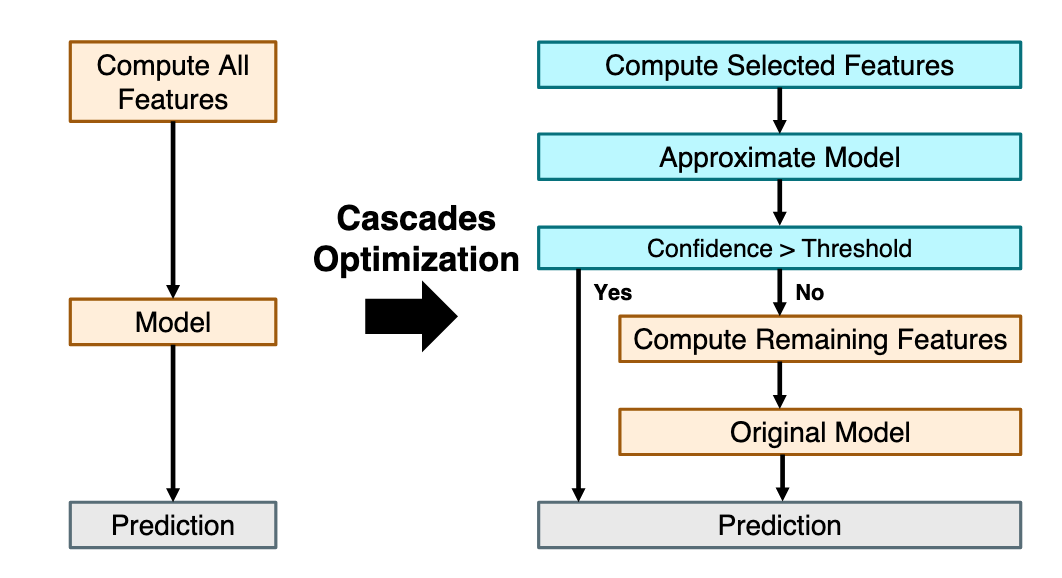 Compute All
Features
Model
Prediction
Cascades
Optimization
Compute Selected Features
Approximate Model
Confidence > Threshold
Yes
No
Compute Remaining Features
Original Model
Prediction